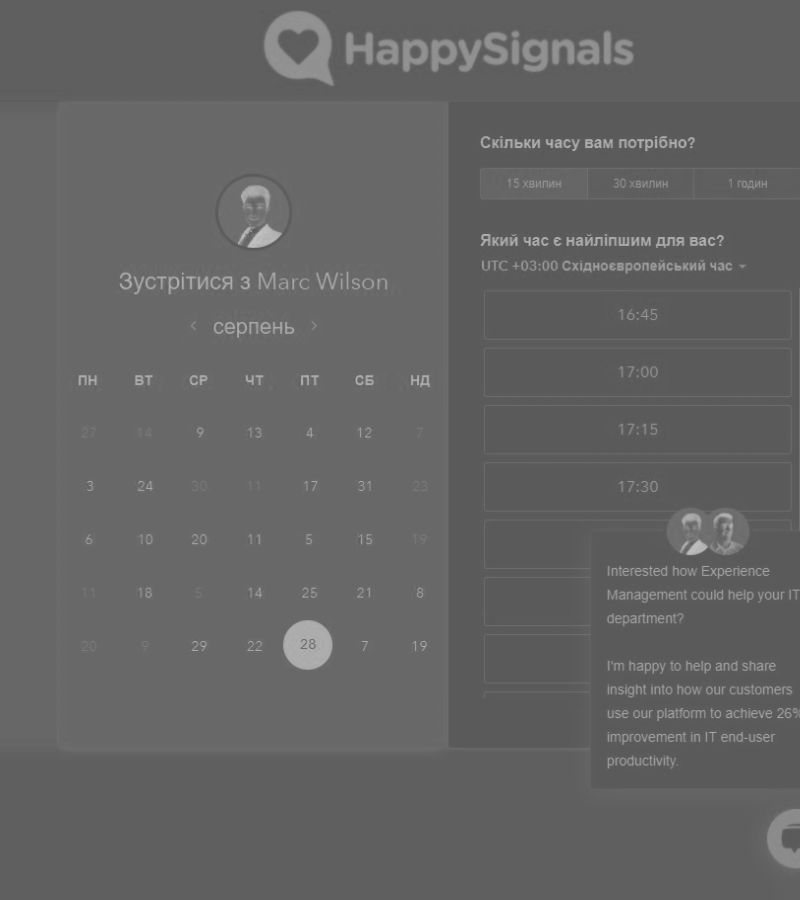 HappySignals
Зустрітися з Marc Wilson
серпень
ПН ВТ СР ЧТ ПТ СБ НД
27 14 9 13 4 12 7
3 24 30 11 17 31 23
6 10 20 11 5 15 19
11 18 5 14 25 21 8
20 9 29 22 28 7 19
Скільки часу вам потрібно?
15 хвилин 30 хвилин 1 годин
Який час є найліпшим для вас?
UTC +03:00 Східноєвропейський час
16:45
17:00
17:15
17:30
Interested how Experience
Management could help your IT
department?
I'm happy to help and share
insight into how our customers
use our platform to achieve 26%
improvement in IT end-user
productivity.